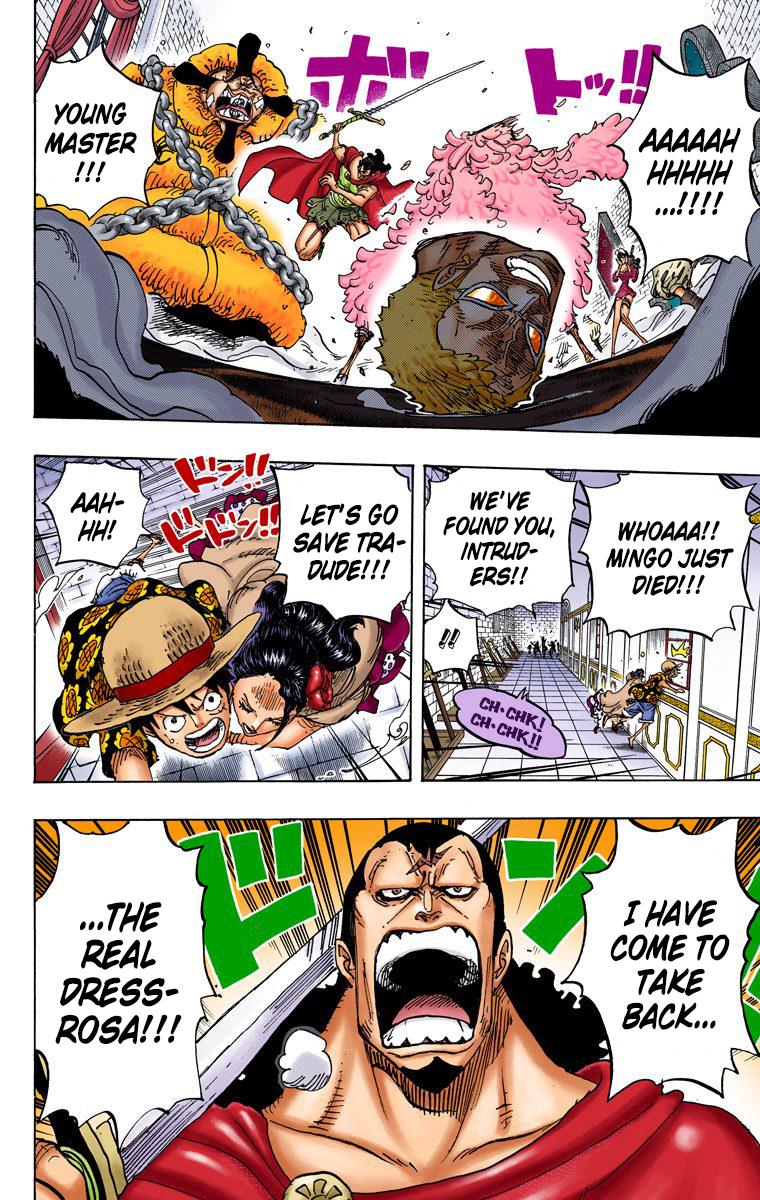 AAAAAH
HHHHH
...!!!!
トッ!!
ボ
YOUNG
MASTER
!!!
WHOAAA!!
MINGO JUST
DIED!!!
WE'VE
FOUND YOU,
INTRUD-
ERS!!
!!
CH•CHK!
CH•CHK!!
LET'S GO
SAVE TRA-
DUDE!!!
ドン!!
ドドン!!
AAH-
HH!
I HAVE
COME TO
TAKE
BACK...
ドン
...THE
REAL
DRESS-
ROSA!!!